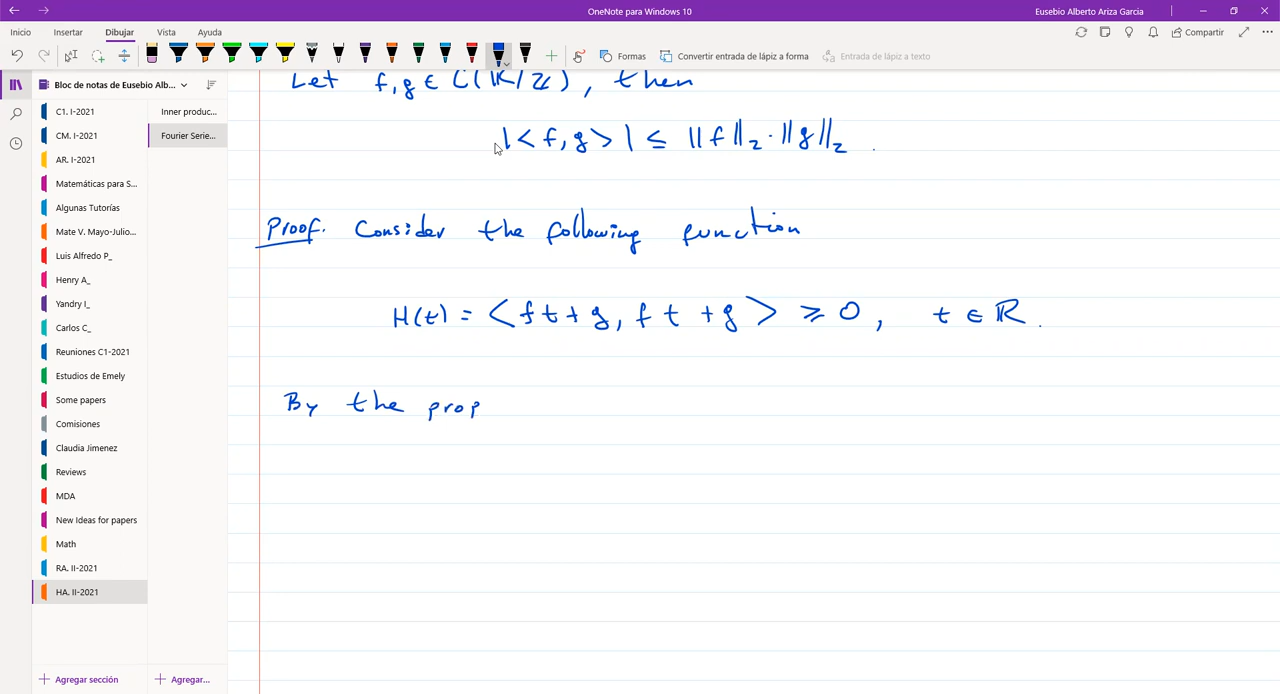 OneNote para Windows 10
Eusebio Alberto Ariza Garcia
Inicio Insertar Dibujar Vista Ayuda
Compartir
Formas Convertir entrada de lápiz a forma Entrada de lápiz a texto
Bloc de notas de Eusebio Alb...
C1. I-2021
CM. I-2021
AR. I-2021
Matemáticas para S...
Algunas Tutorías
Mate V. Mayo-Julio...
Luis Alfredo P_
Henry A_
Yandry I_
Carlos C_
Reuniones C1-2021
Estudios de Emely
Some papers
Comisiones
Claudia Jimenez
Reviews
MDA
New Ideas for papers
Math
RA. II-2021
HA. II-2021
Agregar sección
Inner produc...
Fourier Serie...
Agregar...
Let f,g ∈ C(ℝ/ℤ), then
|<f,g>| ≤ ||f||₂·||g||₂.
Proof. Consider the following function
H(t) = <ft+g, ft+g> ≥ 0, t ∈ ℝ.
By the prop